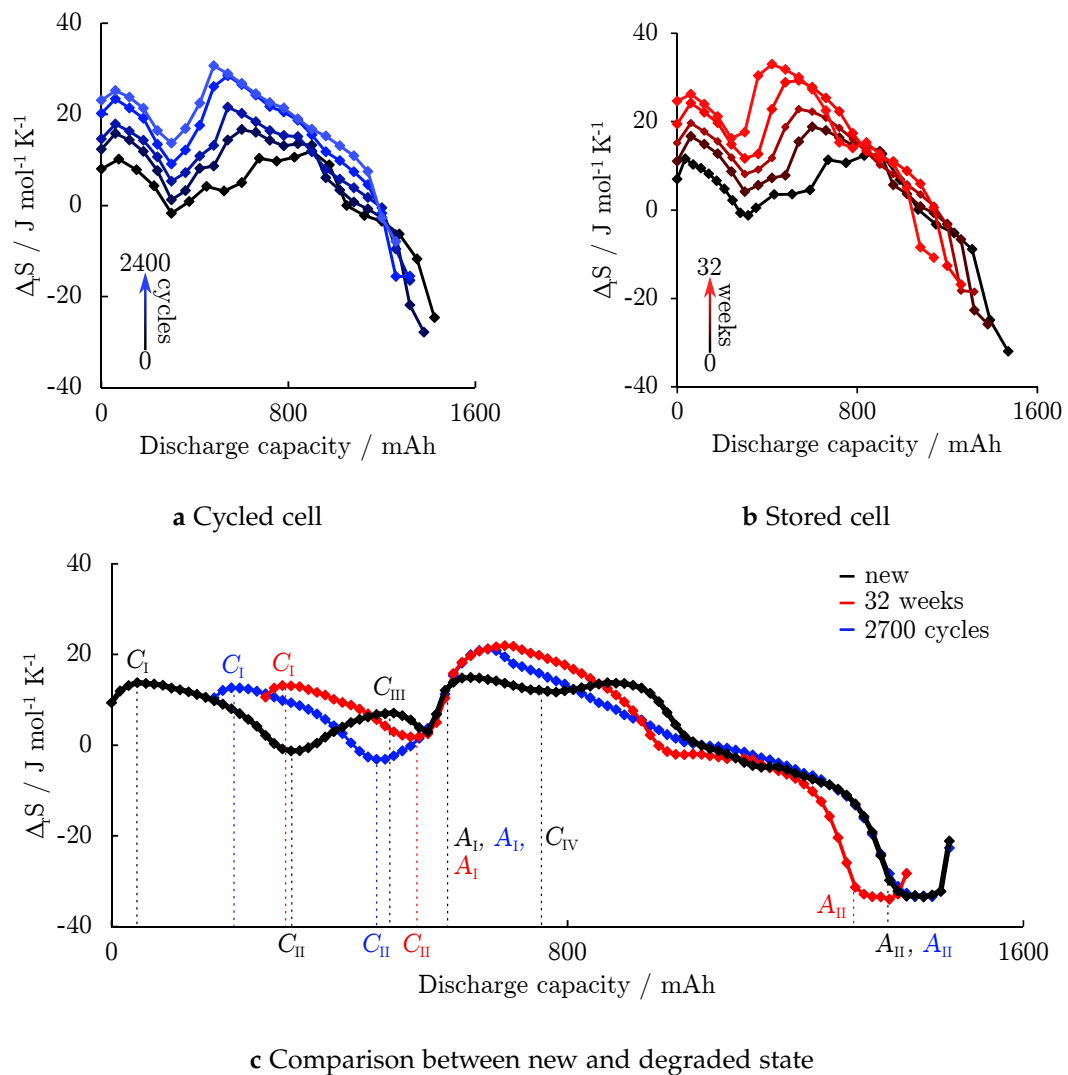 40
20
0
-20
-40
ΔrS / J mol-1 K-1
2400
cycles
0
0 800 1600
Discharge capacity / mAh
a Cycled cell
40
20
0
-20
-40
ΔrS / J mol-1 K-1
32
weeks
0
0 800 1600
Discharge capacity / mAh
b Stored cell
40
20
0
-20
-40
ΔrS / J mol-1 K-1
new
32 weeks
2700 cycles
CI CI CI CIII
AI, AI, CIV
AI
AII
CII CII CII AII, AII
0 800 1600
Discharge capacity / mAh
c Comparison between new and degraded state